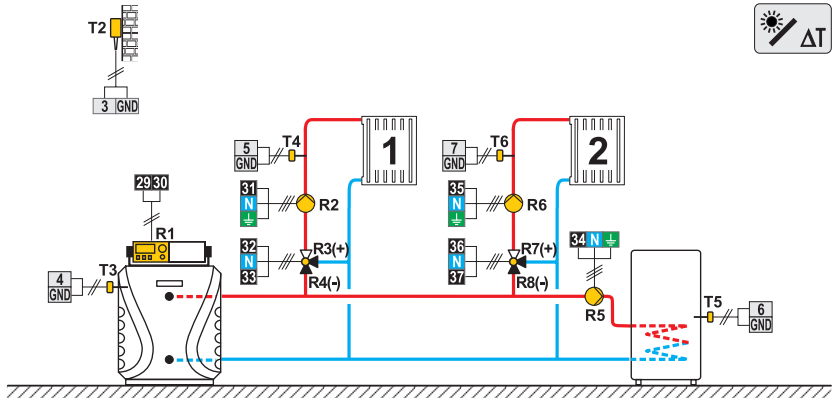 T2
ΔT
3 GND
5
GND
T4
1
7
GND
T6
2
29 30
31
N
R2
35
N
R6
R1
32
N
33
R3(+)
R4(-)
36
N
37
R7(+)
R8(-)
34 N
4
GND
T3
R5
T5
6
GND